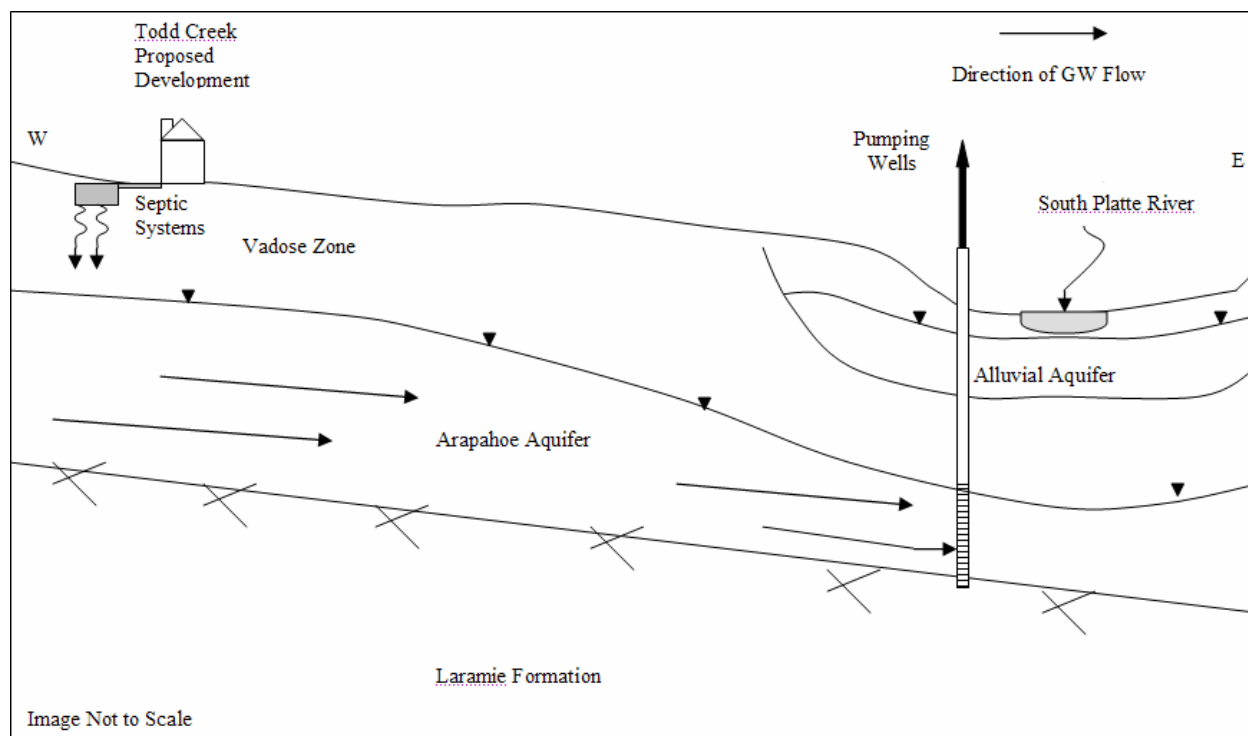 Todd Creek
Proposed
Development
Direction of GW Flow
W
Pumping
Wells
E
Septic
Systems
South Platte River
Vadose Zone
Alluvial Aquifer
Arapahoe Aquifer
Laramie Formation
Image Not to Scale